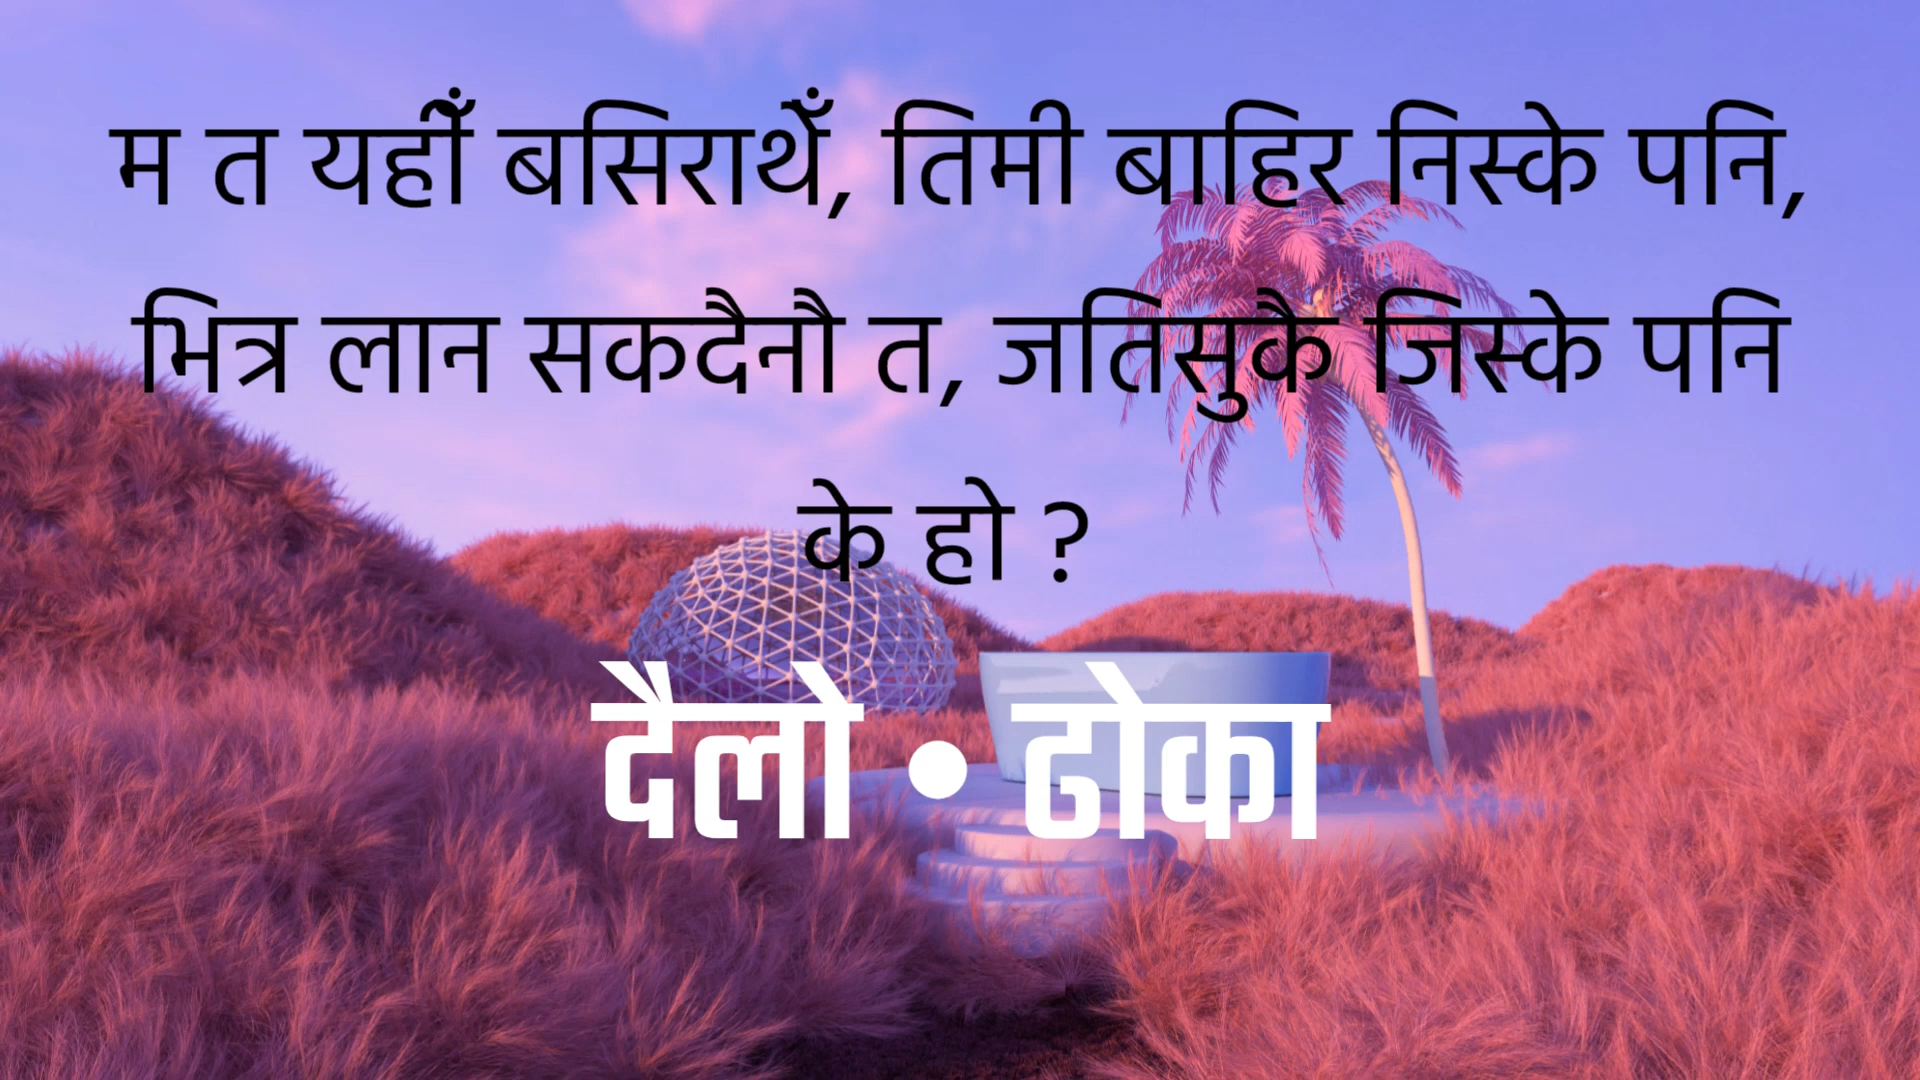 म त यहीँ बसिराथेँ, तिमी बाहिर निस्के पनि,
भित्र लान सकदैनौ त, जतिसुकै जिस्के पनि
के हो ?
दैलो • ढोका